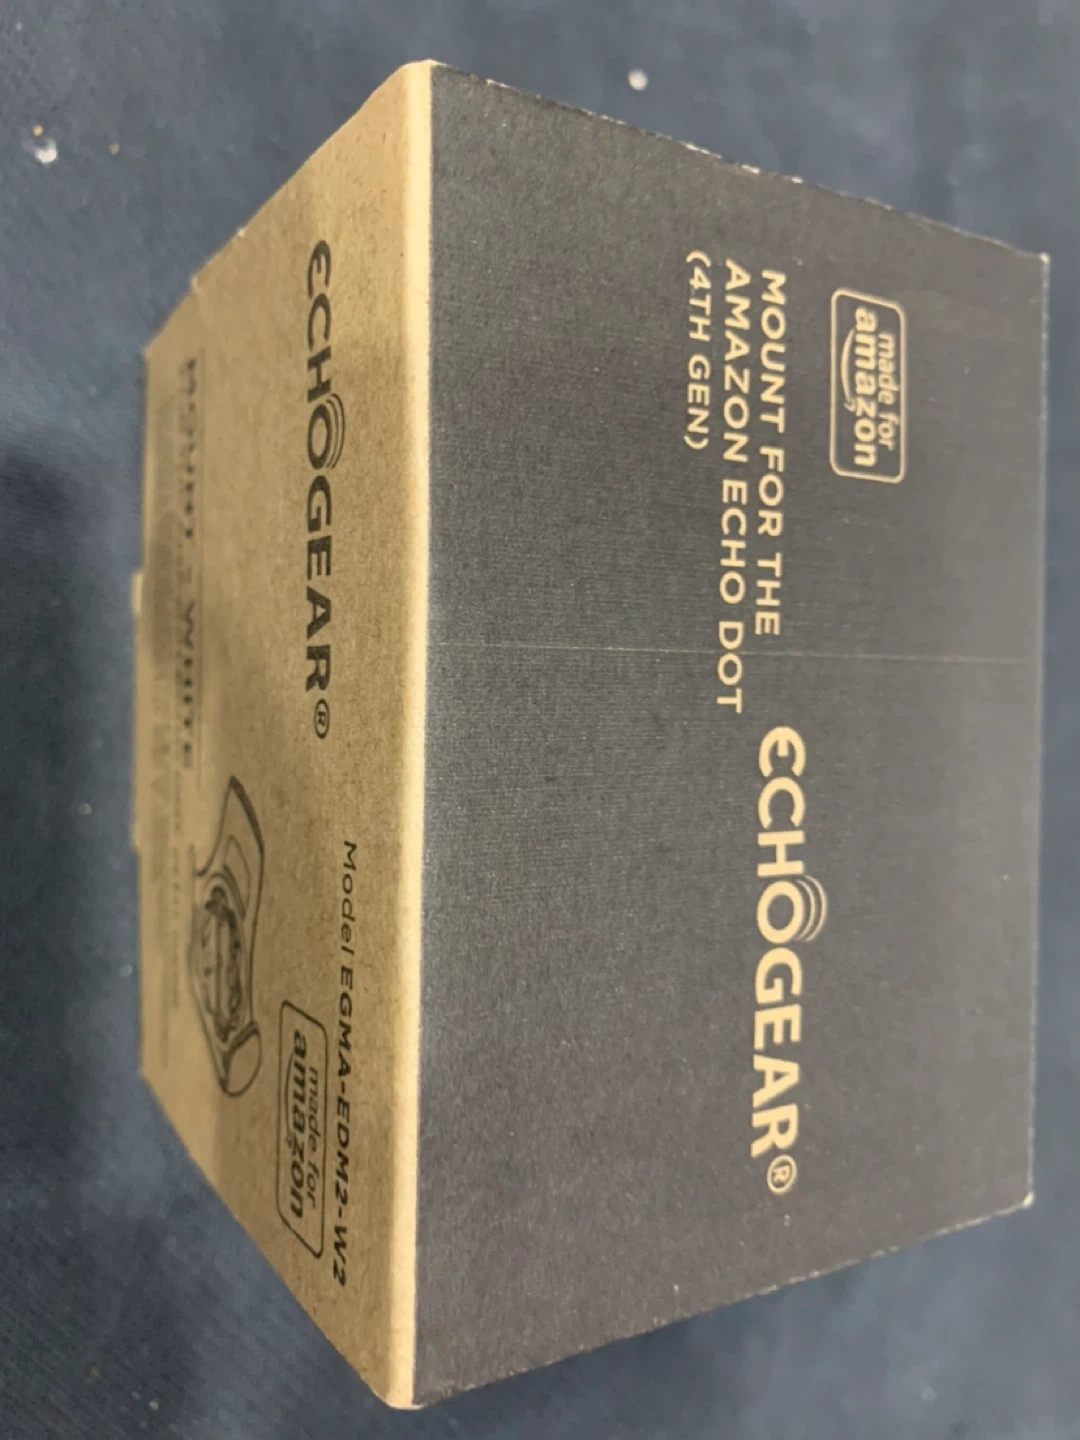 made for
amazon
MOUNT FOR THE
AMAZON ECHO DOT
(4TH GEN)
ECHOGEAR®
ECHOGEAR®
Model EGMA-EDM2-W2
made for
amazon
WHITE